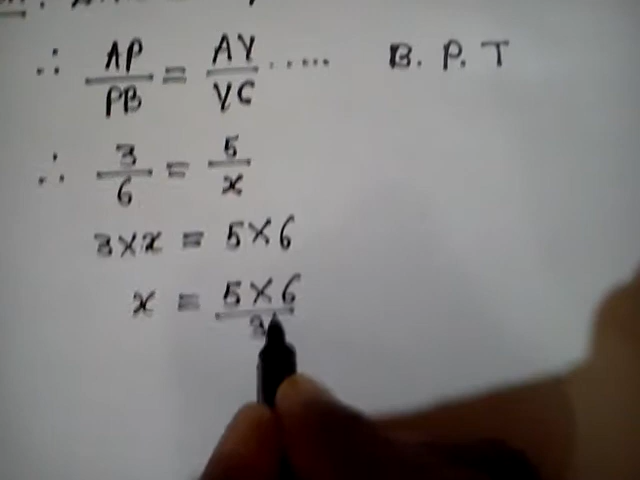 ∴ AP/PB = AY/YC ..... B. P. T
∴ 3/6 = 5/x
3×x = 5×6
x = 5×6/3